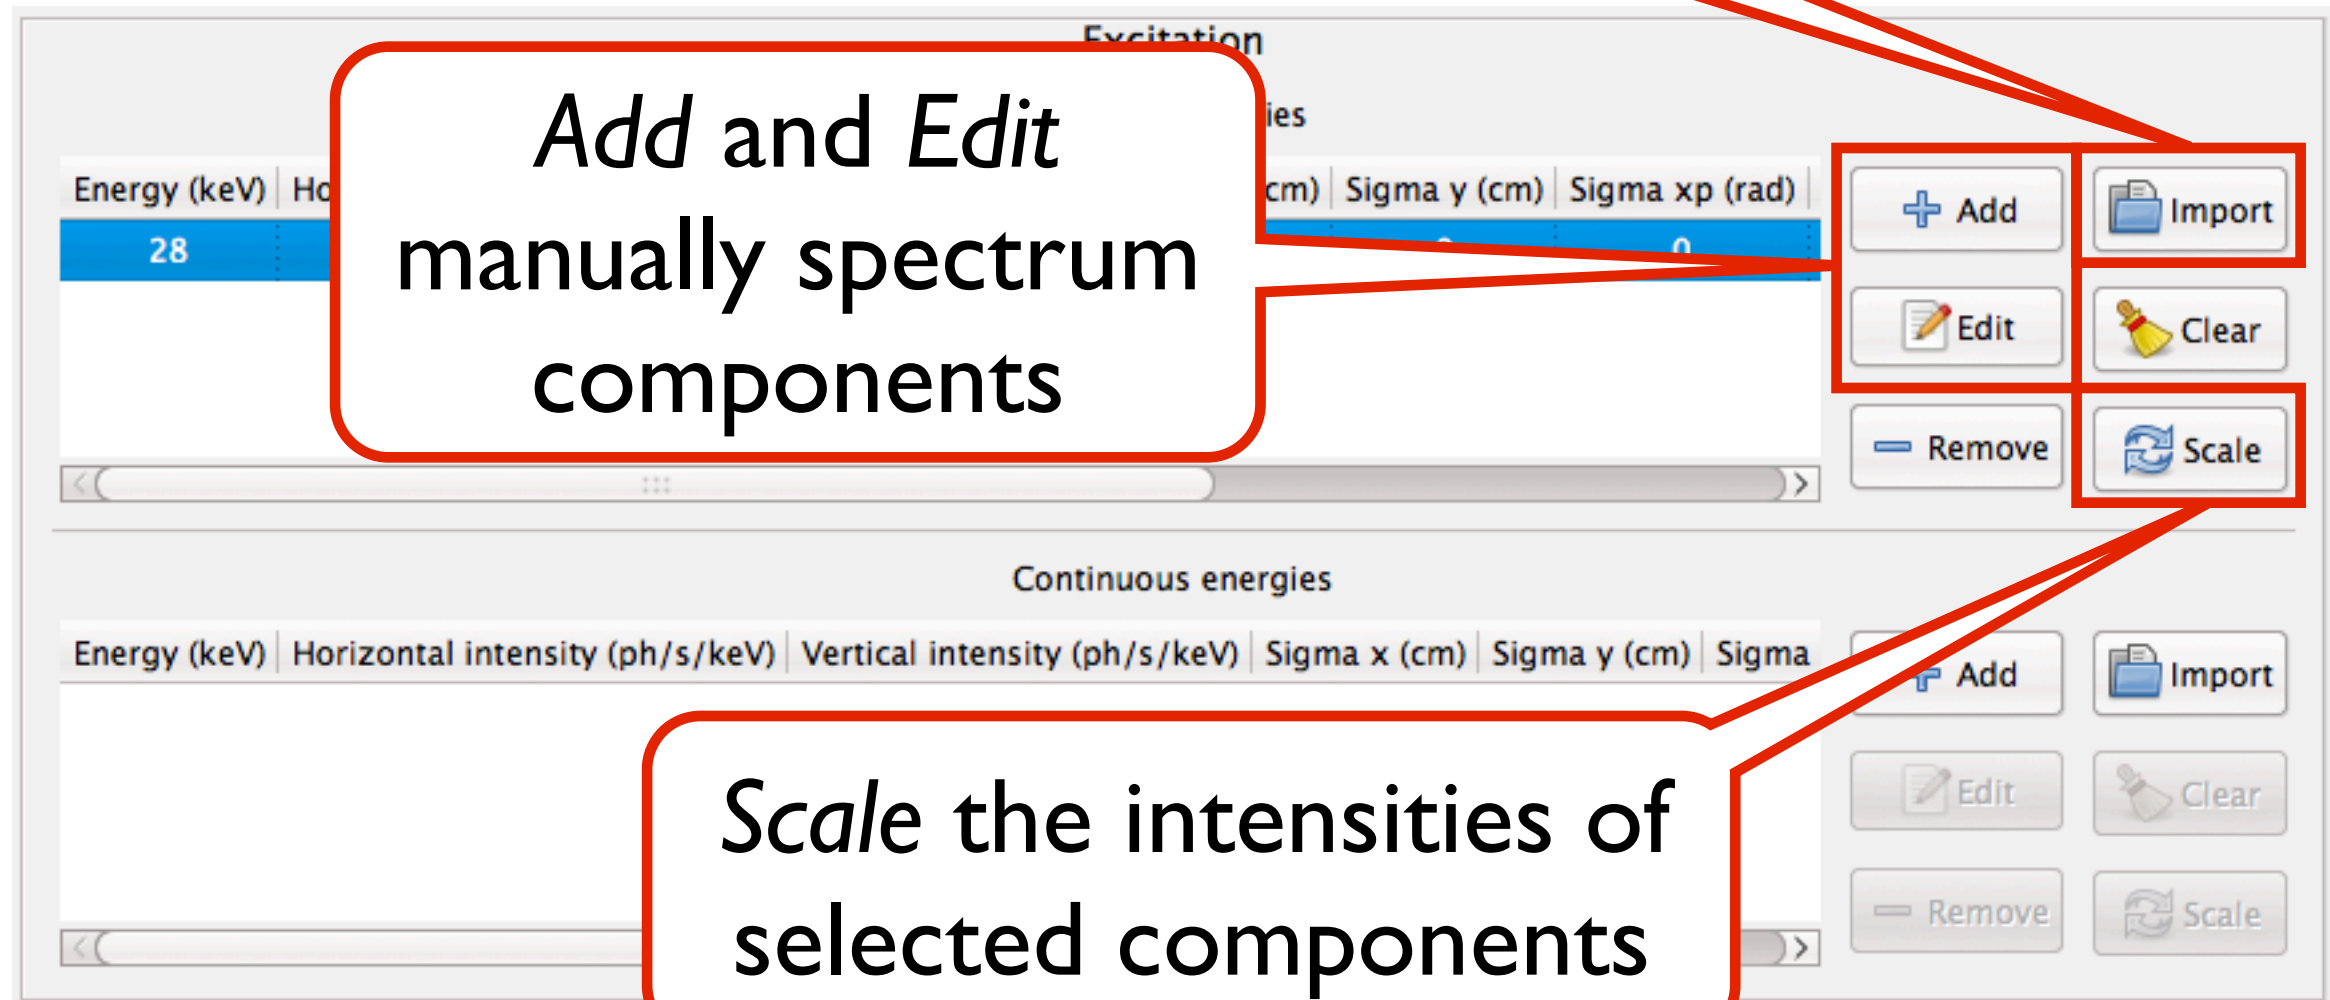 Excitation
Add and Edit
manually spectrum
components
Energy (keV) Sigma y (cm) Sigma xp (rad)
28 0
Add Import
Edit Clear
Remove Scale
Continuous energies
Energy (keV) Horizontal intensity (ph/s/keV) Vertical intensity (ph/s/keV) Sigma x (cm) Sigma y (cm) Sigma
Add Import
Edit Clear
Remove Scale
Scale the intensities of
selected components